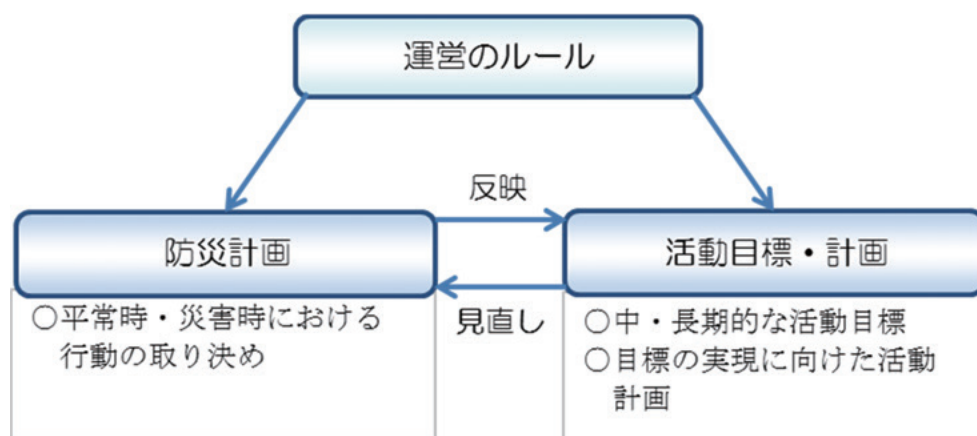 運営のルール
反映
防災計画
活動目標・計画
見直し
○平常時・災害時における
行動の取り決め
○中・長期的な活動目標
○目標の実現に向けた活動
計画